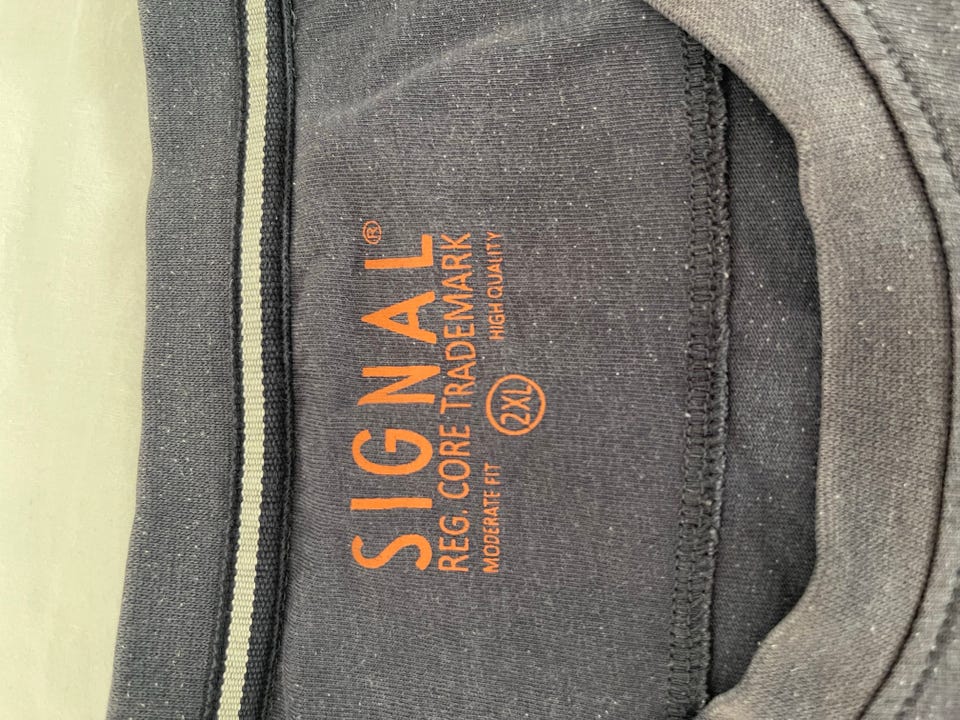 SIGNAL®
REG. CORE TRADEMARK
MODERATE FIT 2XL HIGH QUALITY